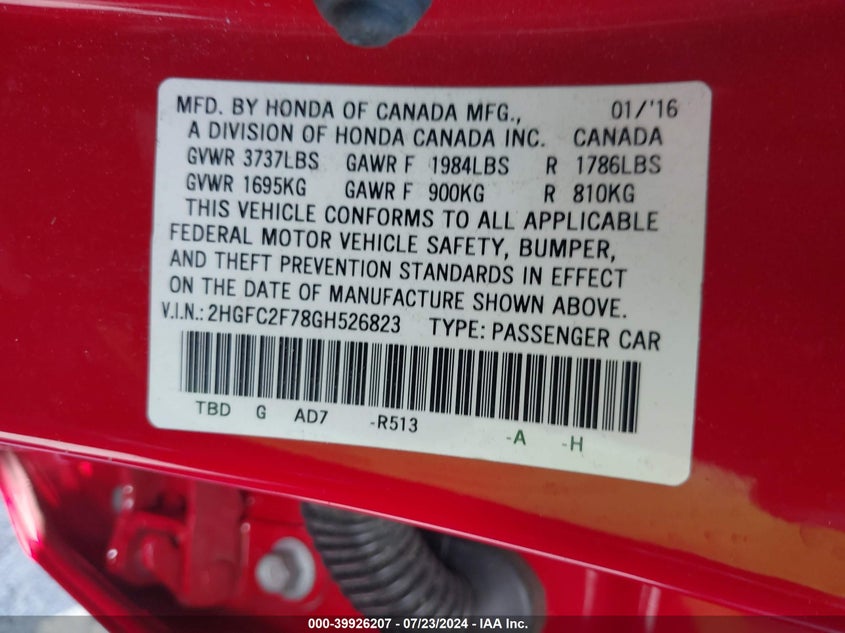 MFD. BY HONDA OF CANADA MFG., 01/'16
A DIVISION OF HONDA CANADA INC. CANADA
GVWR 3737LBS GAWR F 1984LBS R 1786LBS
GVWR 1695KG GAWR F 900KG R 810KG
THIS VEHICLE CONFORMS TO ALL APPLICABLE
FEDERAL MOTOR VEHICLE SAFETY, BUMPER,
AND THEFT PREVENTION STANDARDS IN EFFECT
ON THE DATE OF MANUFACTURE SHOWN ABOVE.
V.I.N.: 2HGFC2F78GH526823 TYPE: PASSENGER CAR
TBD G AD7 -R513 -A -H
000-39926207 - 07/23/2024 - IAA Inc.